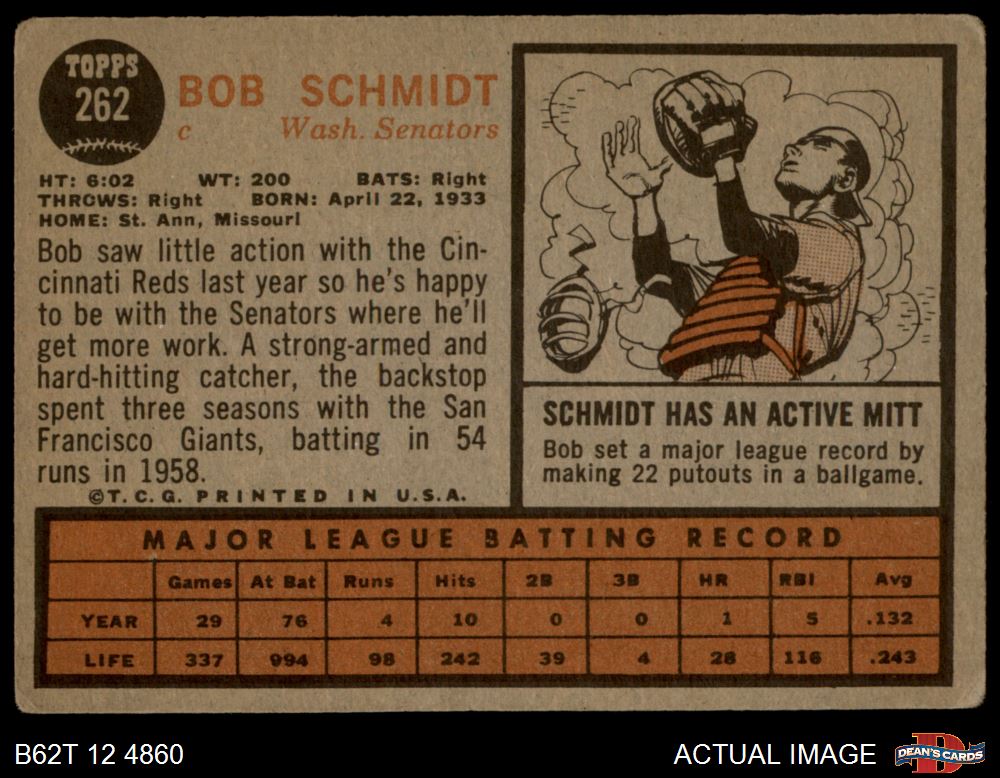 TOPPS
262
BOB SCHMIDT
c Wash. Senators
HT: 6:02 WT: 200 BATS: Right
THROWS: Right BORN: April 22, 1933
HOME: St. Ann, Missouri
Bob saw little action with the Cin-
cinnati Reds last year so he's happy
to be with the Senators where he'll
get more work. A strong-armed and
hard-hitting catcher, the backstop
spent three seasons with the San
Francisco Giants, batting in 54
runs in 1958.
©T.C.G. PRINTED IN U.S.A.
SCHMIDT HAS AN ACTIVE MITT
Bob set a major league record by
making 22 putouts in a ballgame.
MAJOR LEAGUE BATTING RECORD
Games At Bat Runs Hits 2B 3B HR RBI Avg
YEAR 29 76 4 10 0 0 1 5 .132
LIFE 337 994 98 242 39 4 28 116 .243
B62T 12 4860
ACTUAL IMAGE
DEAN'S CARDS